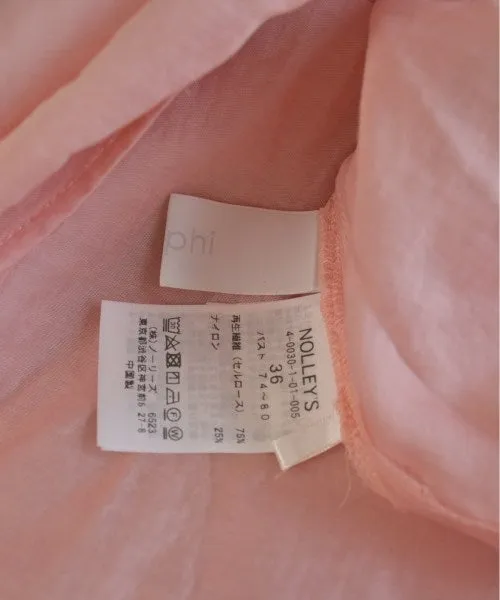 phi
NOLLEY'S
4-0030-1-01-005
36
バスト 74~80
再生繊維(セルロース) 75%
ナイロン 25%
(株)ノーリーズ 6523
東京都渋谷区神宮前6 27-8
中国製